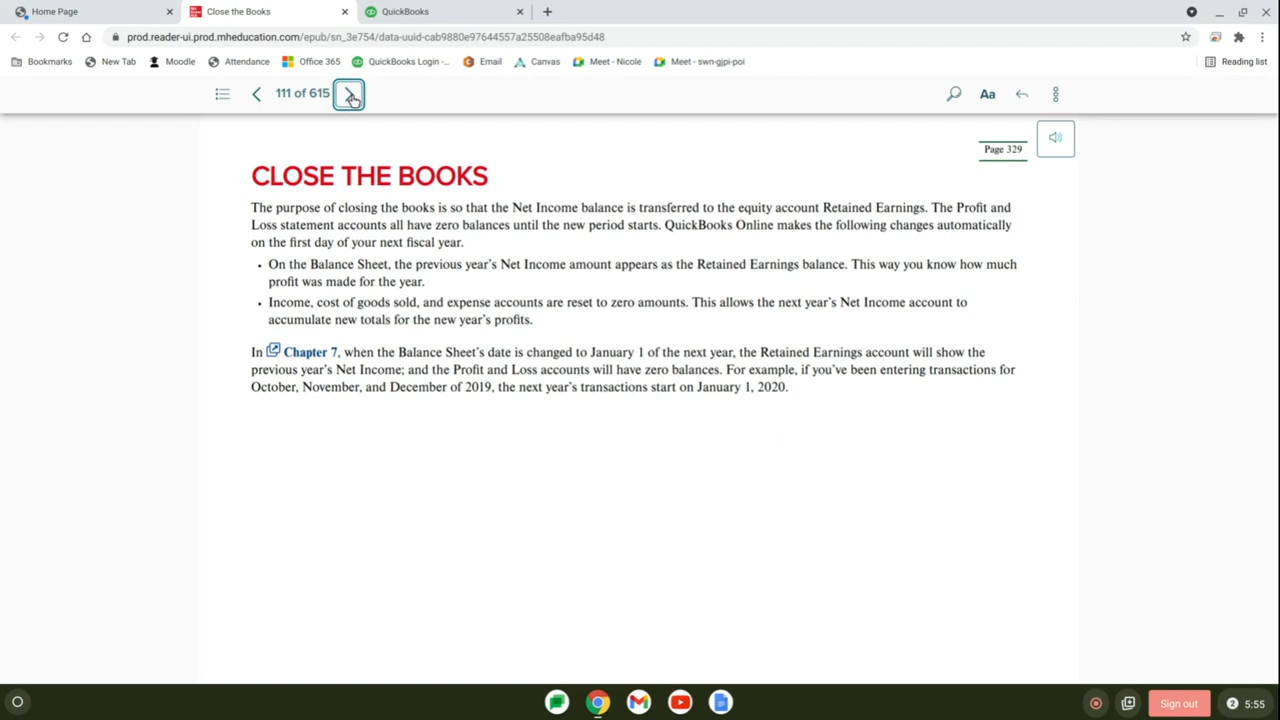 Home Page
Close the Books
QuickBooks
prod.reader-ui.prod.mheducation.com/epub/sn_3e754/data-uuid-cab9880e97644557a25508eafba95d48
Bookmarks New Tab Moodle Attendance Office 365 QuickBooks Login -... Email Canvas Meet - Nicole Meet - swn-gjpi-poi Reading list
111 of 615
Aa
Page 329
CLOSE THE BOOKS
The purpose of closing the books is so that the Net Income balance is transferred to the equity account Retained Earnings. The Profit and
Loss statement accounts all have zero balances until the new period starts. QuickBooks Online makes the following changes automatically
on the first day of your next fiscal year.
• On the Balance Sheet, the previous year's Net Income amount appears as the Retained Earnings balance. This way you know how much
profit was made for the year.
• Income, cost of goods sold, and expense accounts are reset to zero amounts. This allows the next year's Net Income account to
accumulate new totals for the new year's profits.
In Chapter 7, when the Balance Sheet's date is changed to January 1 of the next year, the Retained Earnings account will show the
previous year's Net Income; and the Profit and Loss accounts will have zero balances. For example, if you've been entering transactions for
October, November, and December of 2019, the next year's transactions start on January 1, 2020.
Sign out
2 5:55